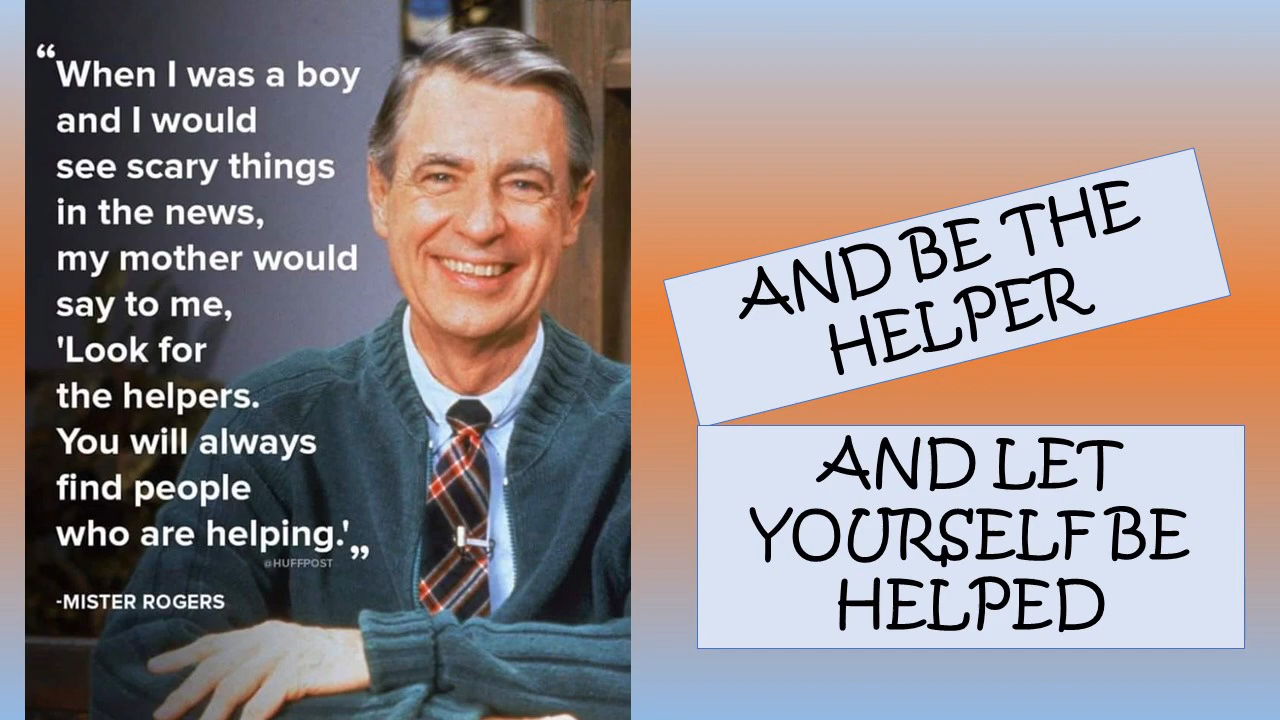 “When I was a boy
and I would
see scary things
in the news,
my mother would
say to me,
'Look for
the helpers.
You will always
find people
who are helping.'”
@HUFFPOST
-MISTER ROGERS
AND BE THE
HELPER
AND LET
YOURSELF BE
HELPED